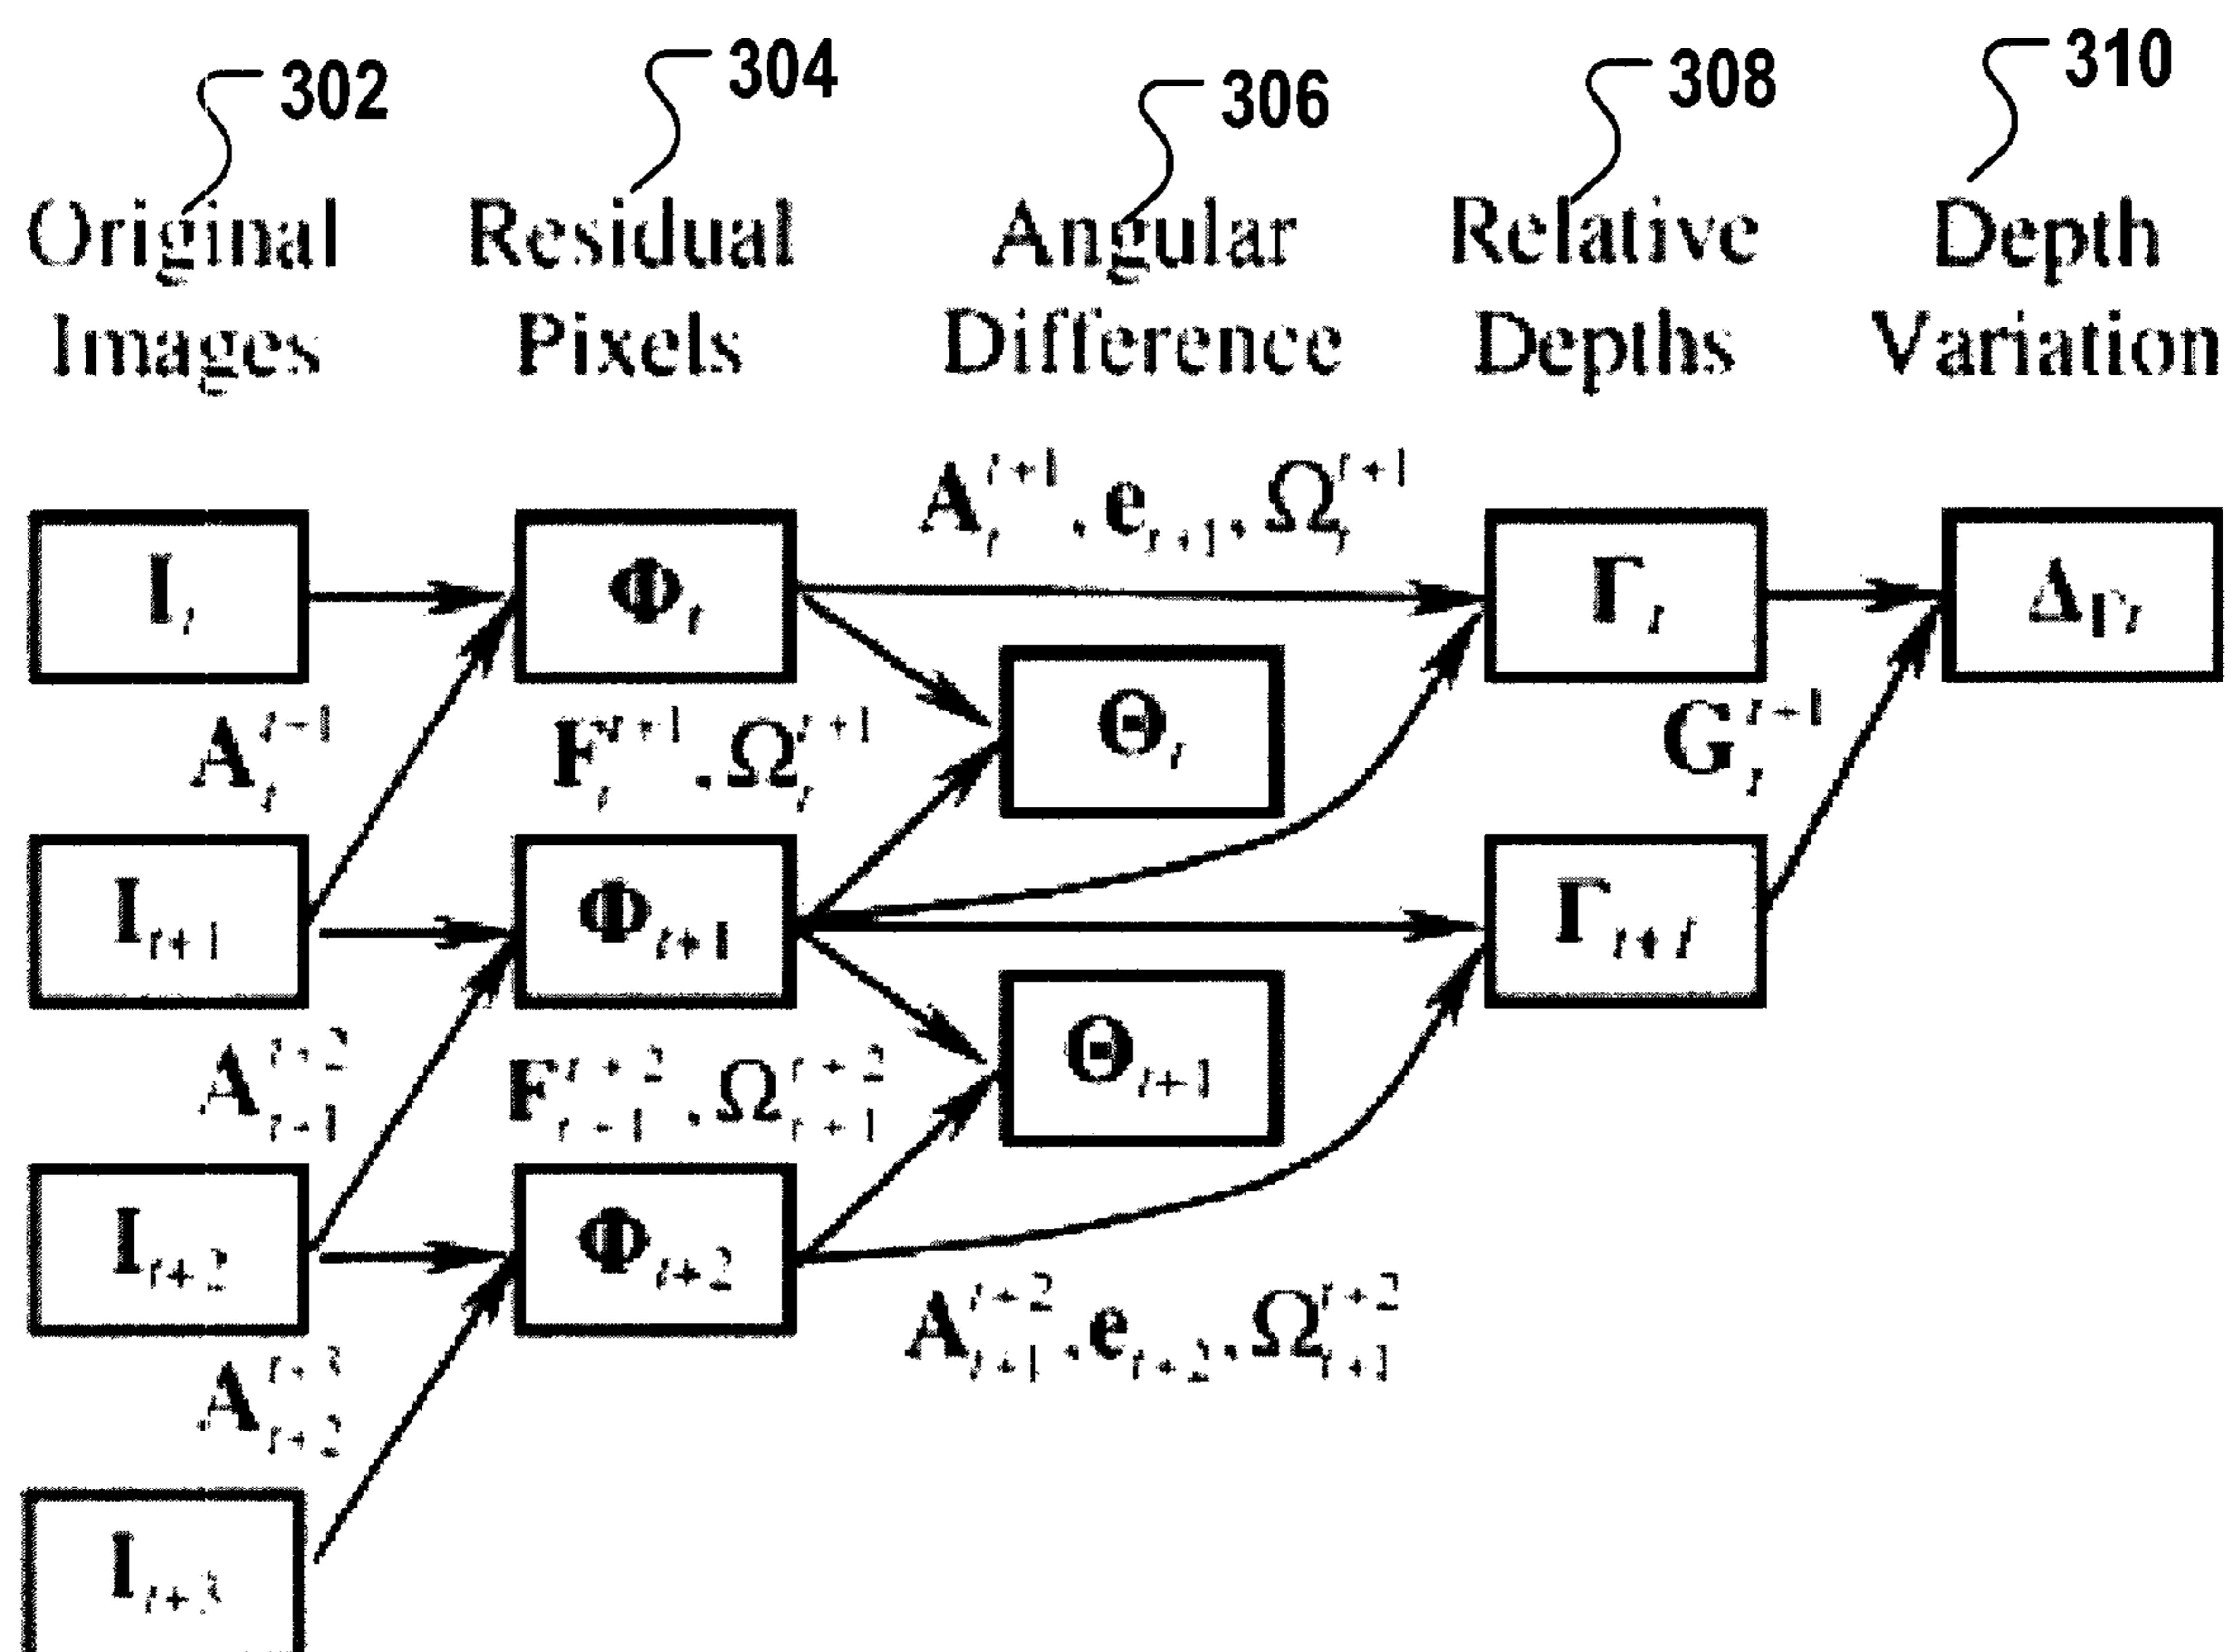 302 304 306 308 310
Original Residual Angular Relative Depth
Images Pixels Difference Depths Variation
A_t^{t+1}, e_{t+1}, Ω_t^{t+1}
I_t Φ_t Γ_t Δ_{Γt}
Θ_t
A_t^{t+1} F_t^{t+1}, Ω_t^{t+1} G_t^{t+1}
I_{t+1} Φ_{t+1} Γ_{t+1}
Θ_{t+1}
A_{t+1}^{t+2} F_{t+1}^{t+2}, Ω_{t+1}^{t+2}
I_{t+2} Φ_{t+2}
A_{t+1}^{t+2}, e_{t+2}, Ω_{t+1}^{t+2}
A_{t+2}^{t+3}
I_{t+3}